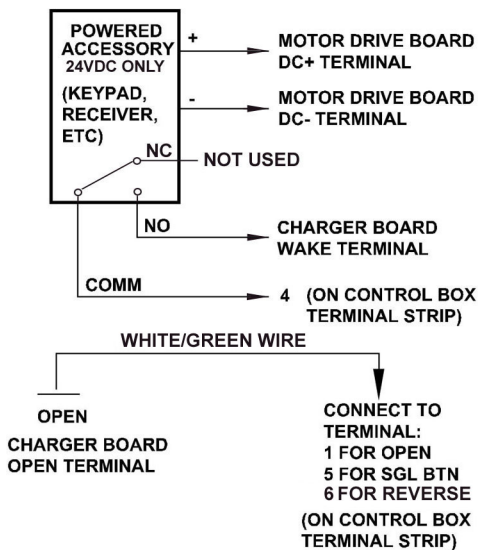 POWERED
ACCESSORY
24VDC ONLY
(KEYPAD,
RECEIVER,
ETC)
+
MOTOR DRIVE BOARD
DC+ TERMINAL
-
MOTOR DRIVE BOARD
DC- TERMINAL
NC
NOT USED
NO
CHARGER BOARD
WAKE TERMINAL
COMM
4 (ON CONTROL BOX
TERMINAL STRIP)
WHITE/GREEN WIRE
OPEN
CHARGER BOARD
OPEN TERMINAL
CONNECT TO
TERMINAL:
1 FOR OPEN
5 FOR SGL BTN
6 FOR REVERSE
(ON CONTROL BOX
TERMINAL STRIP)